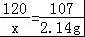 120/x = 107/2.14g